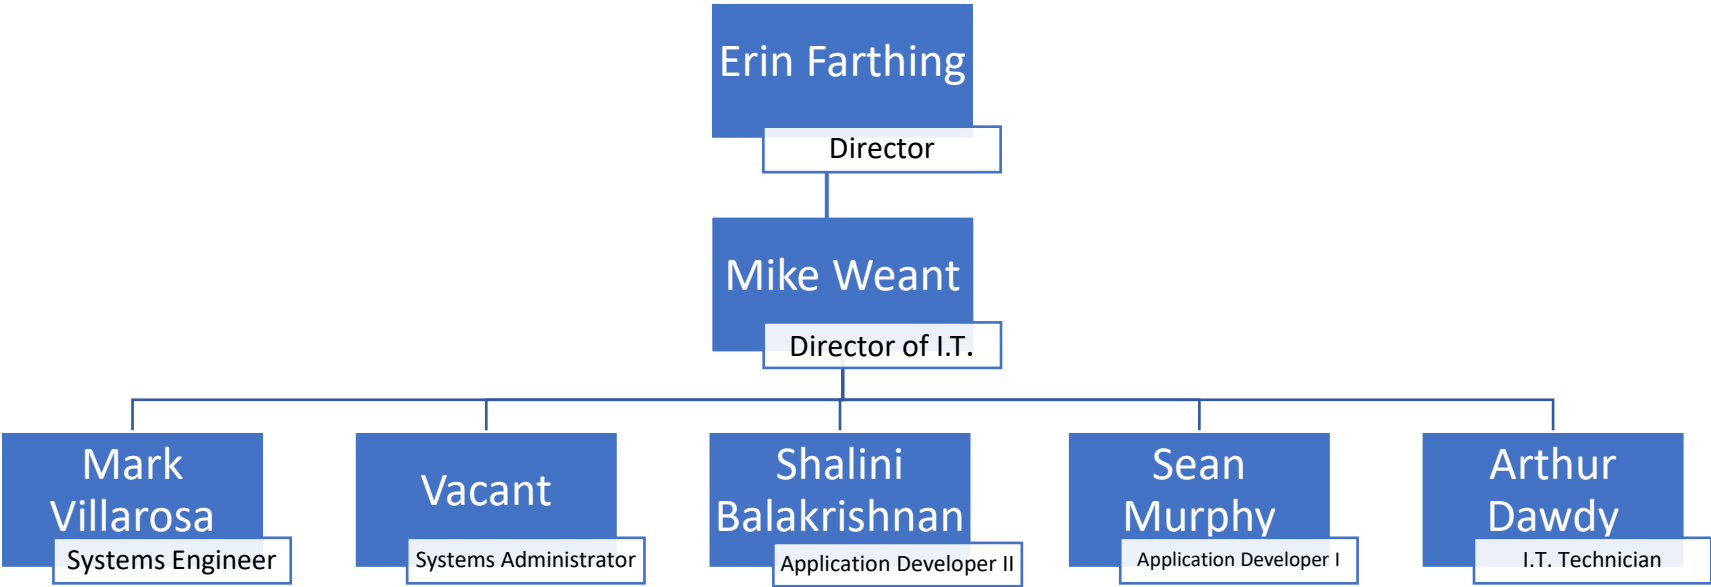 Erin Farthing
Director
Mike Weant
Director of I.T.
Mark
Villarosa
Systems Engineer
Vacant
Systems Administrator
Shalini
Balakrishnan
Application Developer II
Sean
Murphy
Application Developer I
Arthur
Dawdy
I.T. Technician